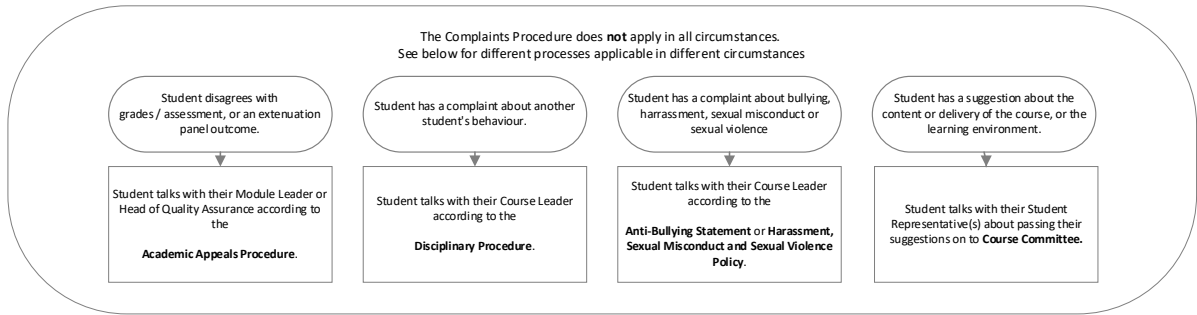 The Complaints Procedure does not apply in all circumstances.
See below for different processes applicable in different circumstances
Student disagrees with
grades / assessment, or an extenuation
panel outcome.
Student talks with their Module Leader or
Head of Quality Assurance according to
the
Academic Appeals Procedure.
Student has a complaint about another
student's behaviour.
Student talks with their Course Leader
according to the
Disciplinary Procedure.
Student has a complaint about bullying,
harrassment, sexual misconduct or
sexual violence
Student talks with their Course Leader
according to the
Anti-Bullying Statement or Harassment,
Sexual Misconduct and Sexual Violence
Policy.
Student has a suggestion about the
content or delivery of the course, or the
learning environment.
Student talks with their Student
Representative(s) about passing their
suggestions on to Course Committee.